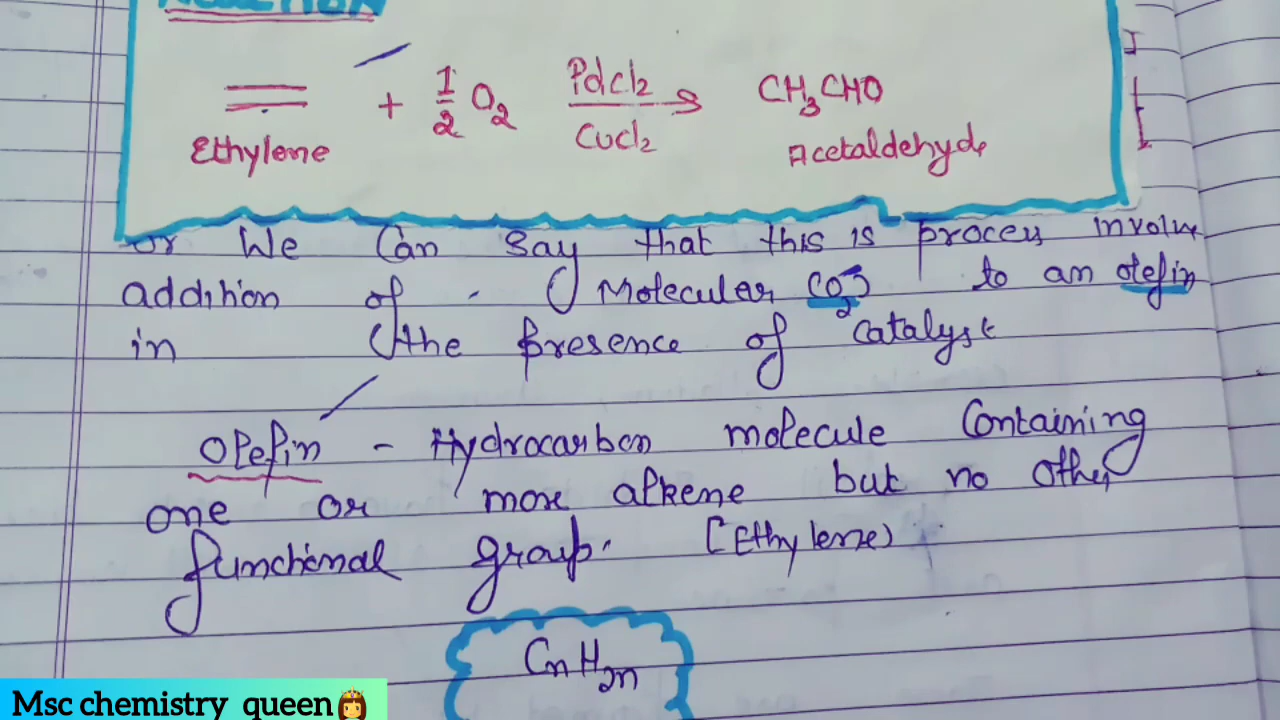 REACTION
+ 1/2 O2 PdCl2 CH3CHO
Ethylene CuCl2 Acetaldehyde
or We Can Say that this is process involve
addition of Molecular (O2) to an olefin
in the presence of catalyst
Olefin - Hydrocarbon molecule Containing
one or more alkene but no other
functional group. (Ethylene)
CnH2n
Msc chemistry queen👸